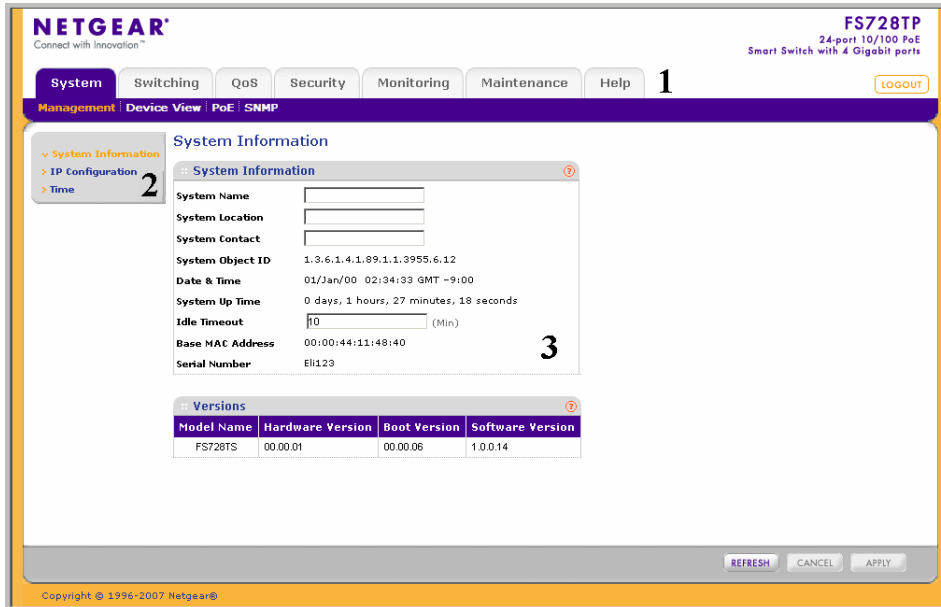 NETGEAR®
Connect with Innovation™
FS728TP
24-port 10/100 PoE
Smart Switch with 4 Gigabit ports
System Switching QoS Security Monitoring Maintenance Help 1
LOGOUT
Management Device View PoE SNMP
System Information
IP Configuration
Time
2
System Information
System Information
System Name
System Location
System Contact
System Object ID 1.3.6.1.4.1.89.1.1.3955.6.12
Date & Time 01/Jan/00 02:34:33 GMT -9:00
System Up Time 0 days, 1 hours, 27 minutes, 18 seconds
Idle Timeout 10 (Min)
Base MAC Address 00:00:44:11:48:40
Serial Number Eli123
3
Versions
Model Name Hardware Version Boot Version Software Version
FS728TS 00.00.01 00.00.06 1.0.0.14
REFRESH CANCEL APPLY
Copyright © 1996-2007 Netgear®